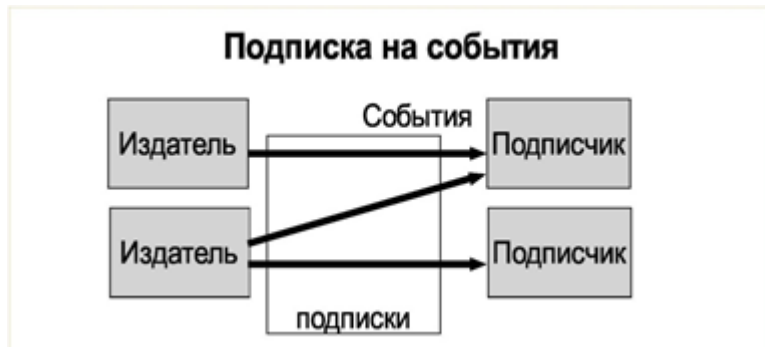 Подписка на события
События
Издатель
Подписчик
Издатель
Подписчик
подписки